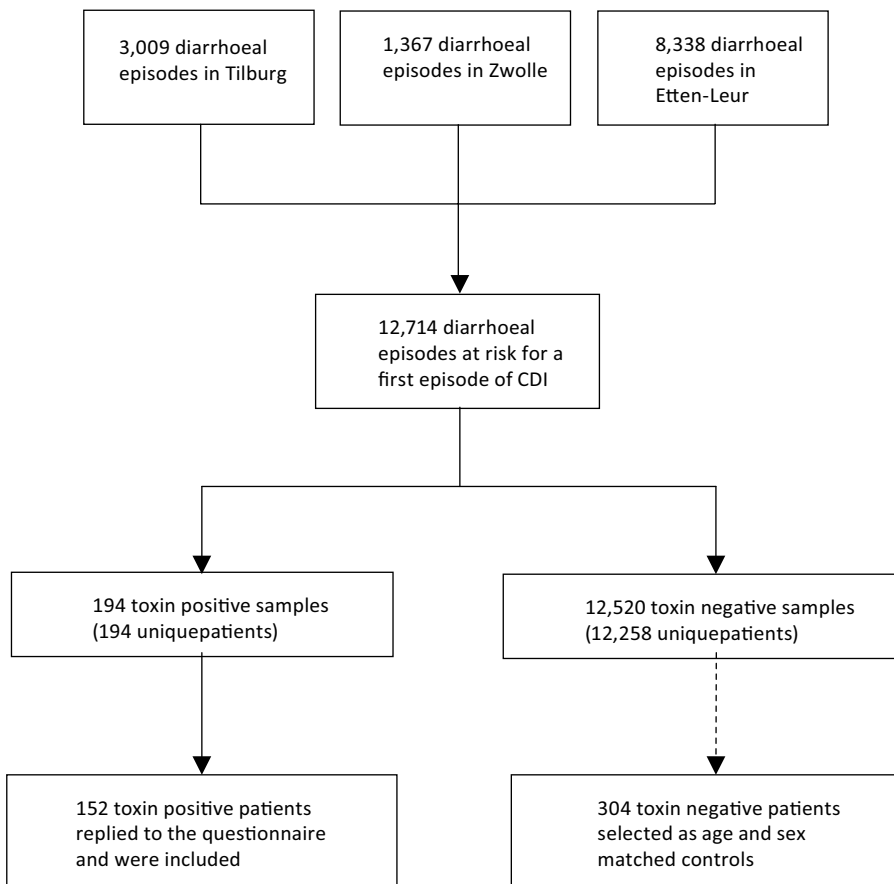 3,009 diarrhoeal
episodes in Tilburg
1,367 diarrhoeal
episodes in Zwolle
8,338 diarrhoeal
episodes in
Etten-Leur
12,714 diarrhoeal
episodes at risk for a
first episode of CDI
194 toxin positive samples
(194 uniquepatients)
12,520 toxin negative samples
(12,258 uniquepatients)
152 toxin positive patients
replied to the questionnaire
and were included
304 toxin negative patients
selected as age and sex
matched controls